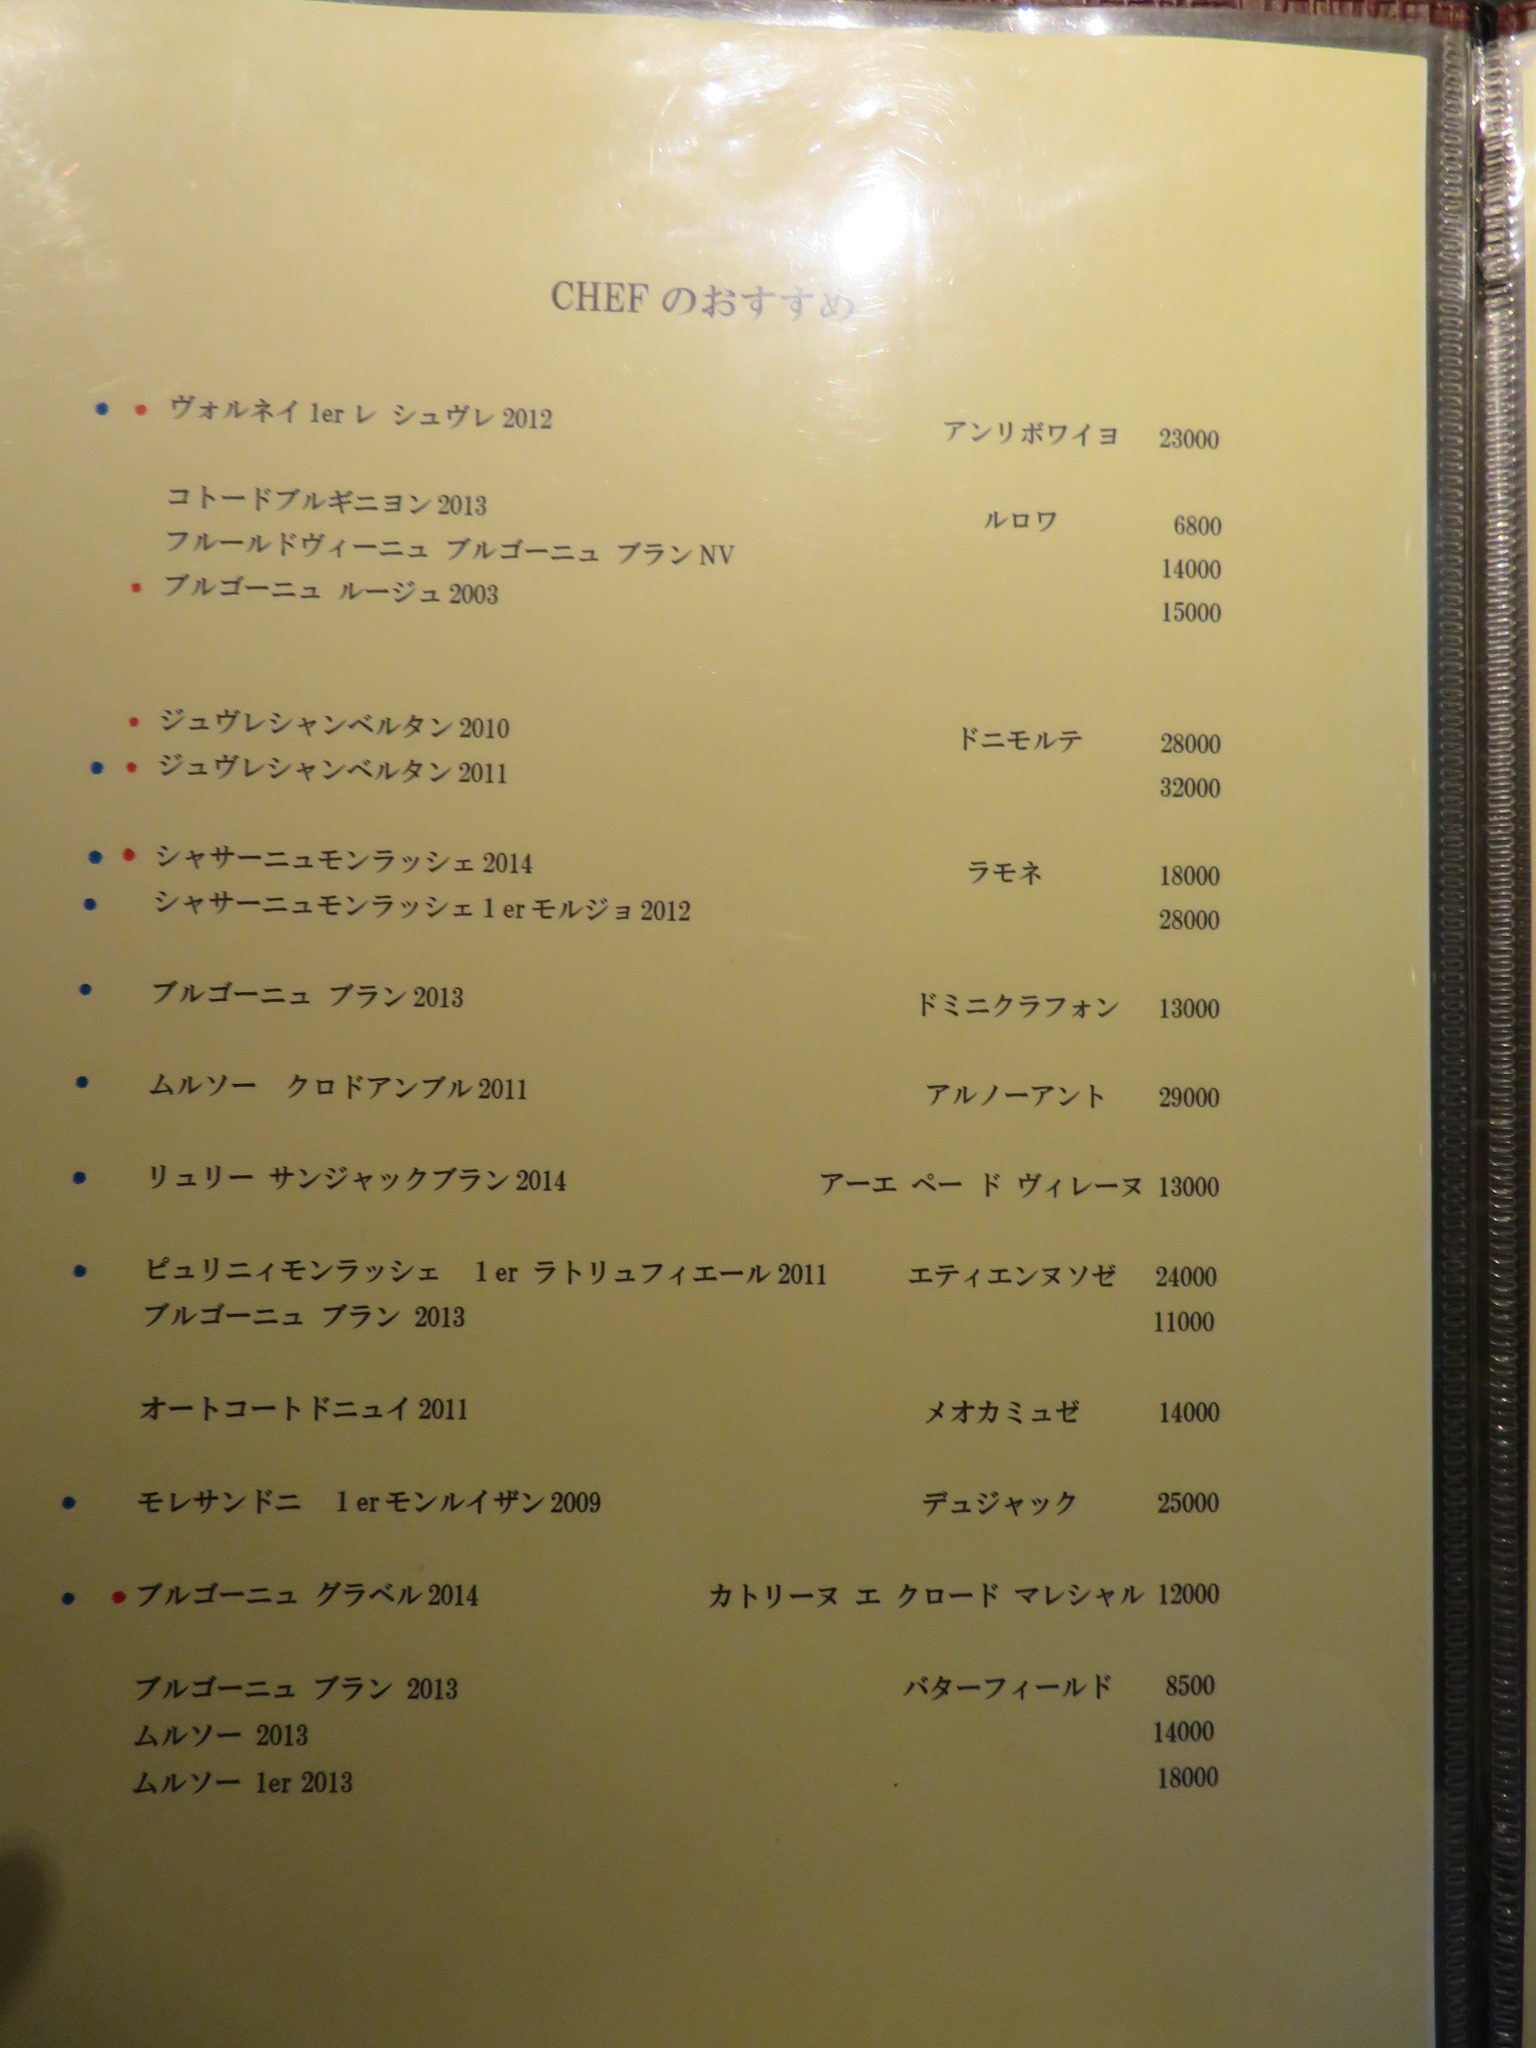 CHEF のおすすめ
ヴォルネイ 1er レ シュヴレ 2012 アンリボワイヨ 23000
コトードブルギニヨン 2013 ルロワ 6800
フルールドヴィーニュ ブルゴーニュ ブラン NV 14000
ブルゴーニュ ルージュ 2003 15000
ジュヴレシャンベルタン 2010 ドニモルテ 28000
ジュヴレシャンベルタン 2011 32000
シャサーニュモンラッシェ 2014 ラモネ 18000
シャサーニュモンラッシェ 1 er モルジョ 2012 28000
ブルゴーニュ ブラン 2013 ドミニクラフォン 13000
ムルソー クロドアンブル 2011 アルノーアント 29000
リュリー サンジャックブラン 2014 アーエ ペー ド ヴィレーヌ 13000
ピュリニィモンラッシェ 1 er ラトリュフィエール 2011 エティエンヌソゼ 24000
ブルゴーニュ ブラン 2013 11000
オートコートドニュイ 2011 メオカミュゼ 14000
モレサンドニ 1 er モンルイザン 2009 デュジャック 25000
ブルゴーニュ グラベル 2014 カトリーヌ エ クロード マレシャル 12000
ブルゴーニュ ブラン 2013 バターフィールド 8500
ムルソー 2013 14000
ムルソー 1er 2013 18000